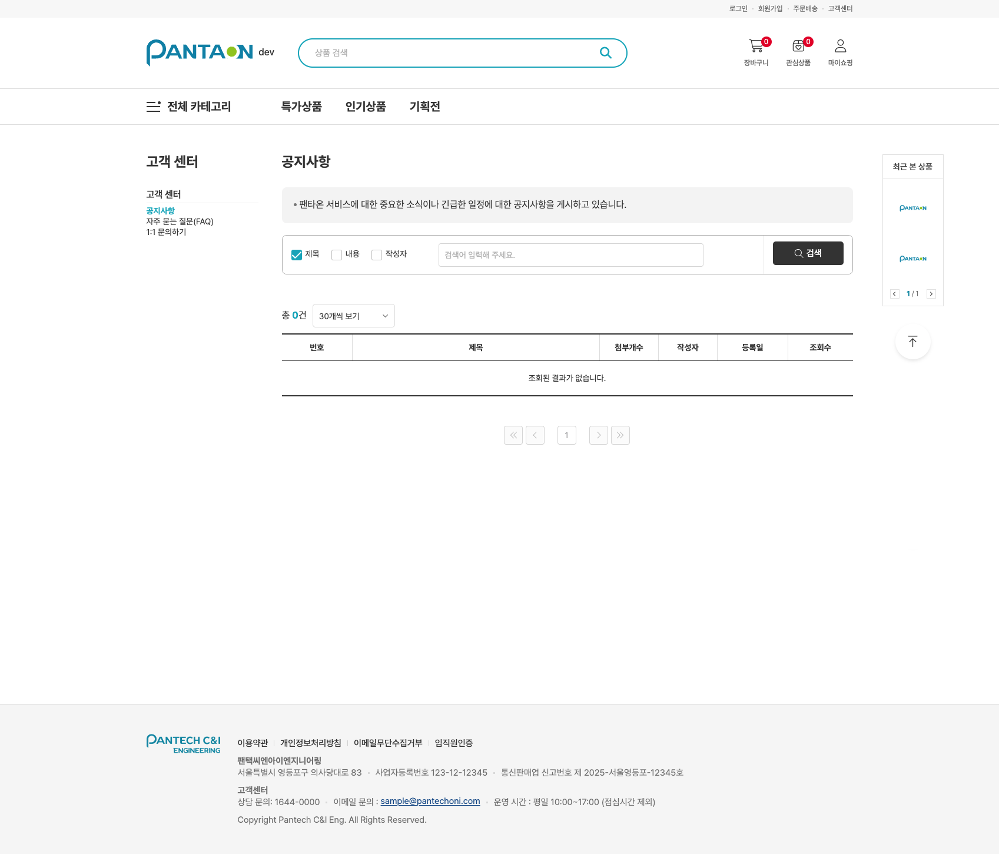 로그인 · 회원가입 · 주문배송 · 고객센터
PANTAON dev
상품 검색
0 0
장바구니 관심상품 마이쇼핑
전체 카테고리 특가상품 인기상품 기획전
고객 센터
고객 센터
공지사항
자주 묻는 질문(FAQ)
1:1 문의하기
공지사항
• 팬타온 서비스에 대한 중요한 소식이나 긴급한 일정에 대한 공지사항을 게시하고 있습니다.
제목 내용 작성자 검색어 입력해 주세요. 검색
총 0건 30개씩 보기
번호 제목 첨부개수 작성자 등록일 조회수
조회된 결과가 없습니다.
1
최근 본 상품
PANTAON
PANTAON
1 / 1
PANTECH C&I
ENGINEERING
이용약관 개인정보처리방침 이메일무단수집거부 임직원인증
팬택씨엔아이엔지니어링
서울특별시 영등포구 의사당대로 83 • 사업자등록번호 123-12-12345 • 통신판매업 신고번호 제 2025-서울영등포-12345호
고객센터
상담 문의: 1644-0000 • 이메일 문의 : sample@pantechoni.com • 운영 시간 : 평일 10:00~17:00 (점심시간 제외)
Copyright Pantech C&I Eng. All Rights Reserved.